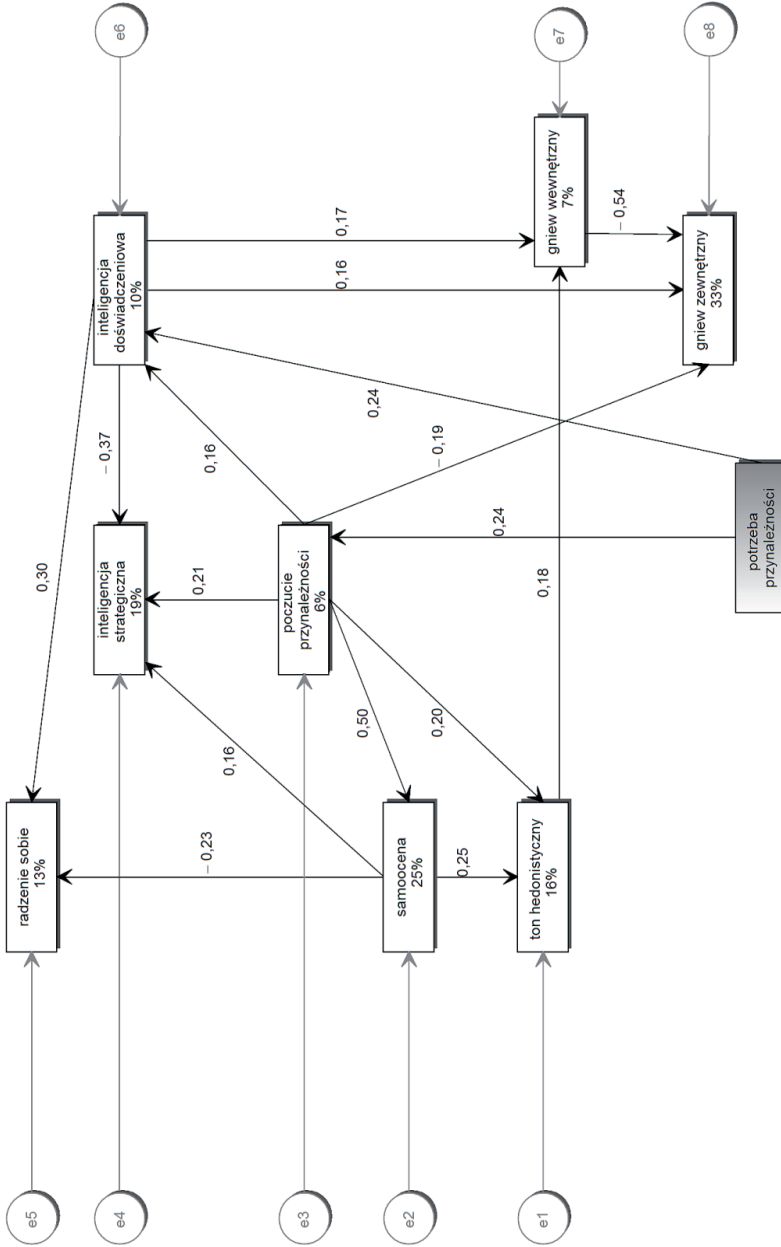 e5
e4
e3
e2
e1
radzenie sobie
13%
inteligencja
strategiczna
19%
poczucie
przynależności
6%
samoocena
25%
ton hedonistyczny
16%
inteligencja
doświadczeniowa
10%
gniew wewnętrzny
7%
gniew zewnętrzny
33%
potrzeba
przynależności
e6
e7
e8
0,30
– 0,37
0,17
0,16
– 0,54
0,24
0,16
– 0,19
0,21
0,24
0,16
0,50
0,20
0,18
– 0,23
0,25